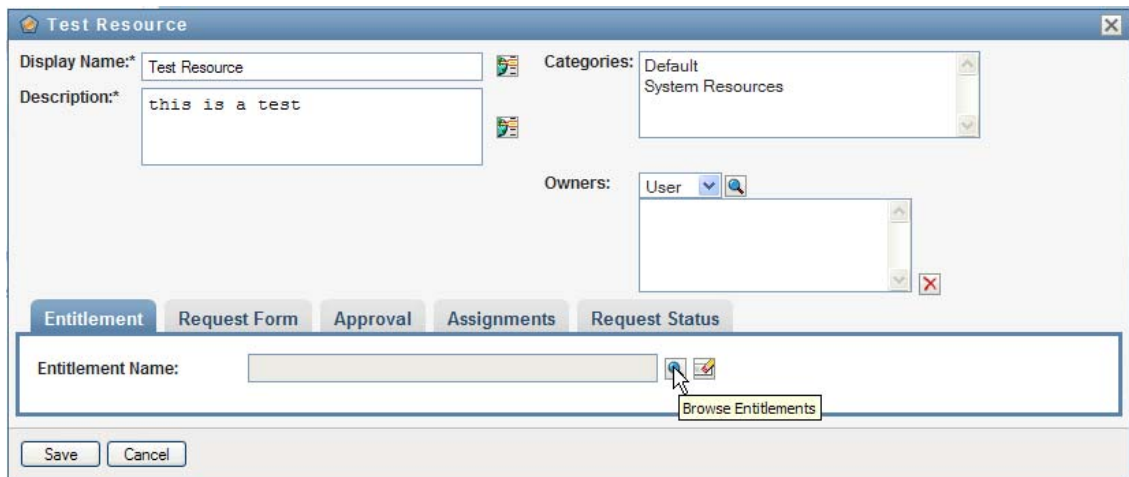 Test Resource
Display Name:* Test Resource
Description:* this is a test
Categories: Default
System Resources
Owners: User
Entitlement Request Form Approval Assignments Request Status
Entitlement Name:
Browse Entitlements
Save Cancel